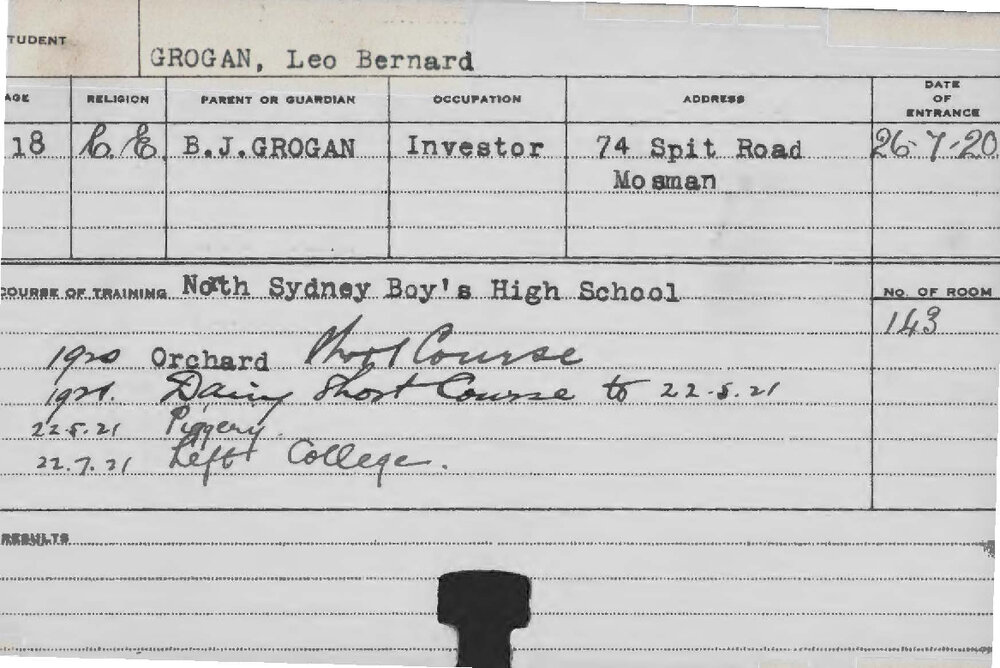 TUDENT
GROGAN, Leo Bernard
AGE RELIGION PARENT OR GUARDIAN OCCUPATION ADDRESS DATE OF ENTRANCE
18 C.E. B.J.GROGAN Investor 74 Spit Road 26-7-20
Mosman
COURSE OF TRAINING North Sydney Boy's High School NO. OF ROOM
143
1920 Orchard Short Course
1921. Dairy Short Course to 22.5.21
22.5.21 Piggery.
22.7.21 Left College.
RESULTS